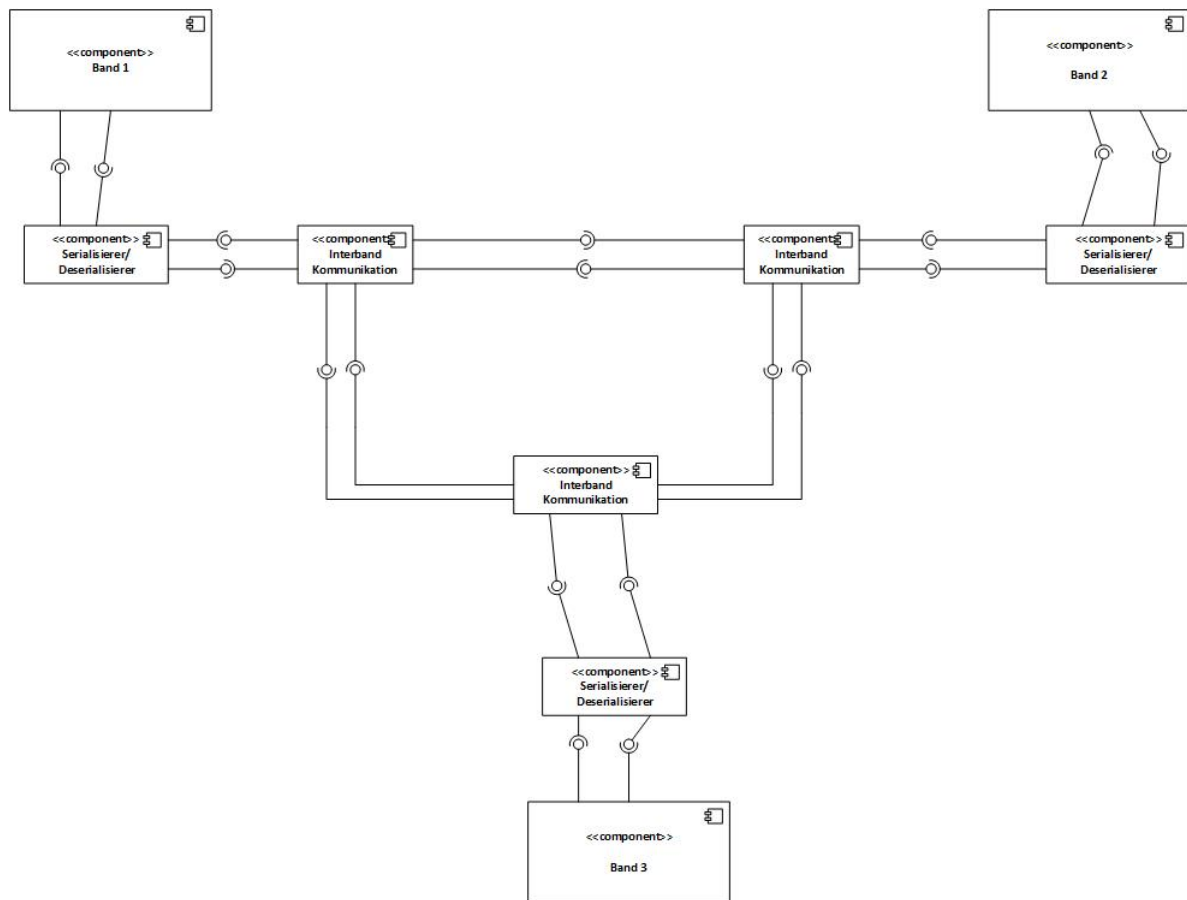 <<component>>
Band 1
<<component>>
Band 2
<<component>>
Serialisierer/
Deserialisierer
<<component>>
Interband
Kommunikation
<<component>>
Interband
Kommunikation
<<component>>
Serialisierer/
Deserialisierer
<<component>>
Interband
Kommunikation
<<component>>
Serialisierer/
Deserialisierer
<<component>>
Band 3